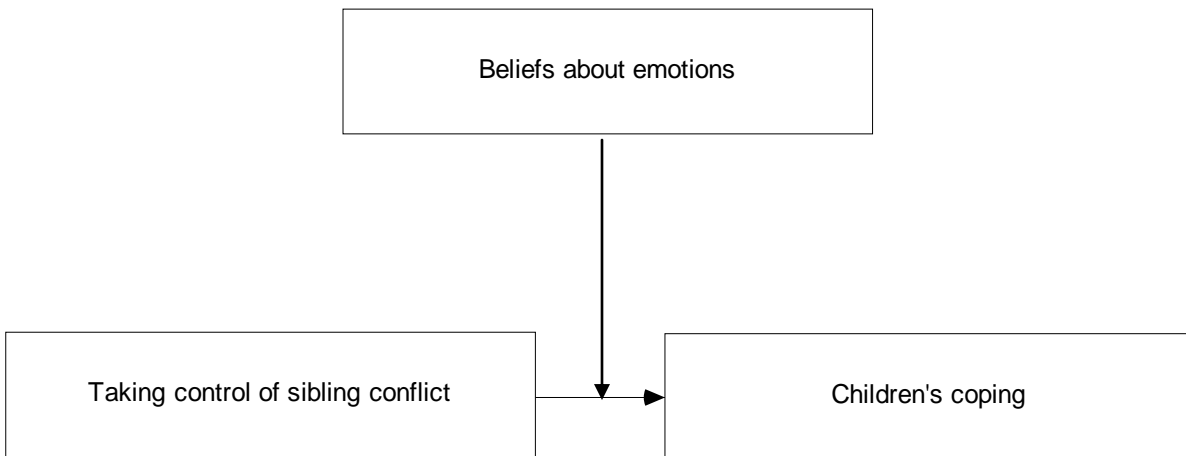 Beliefs about emotions
Taking control of sibling conflict
Children's coping